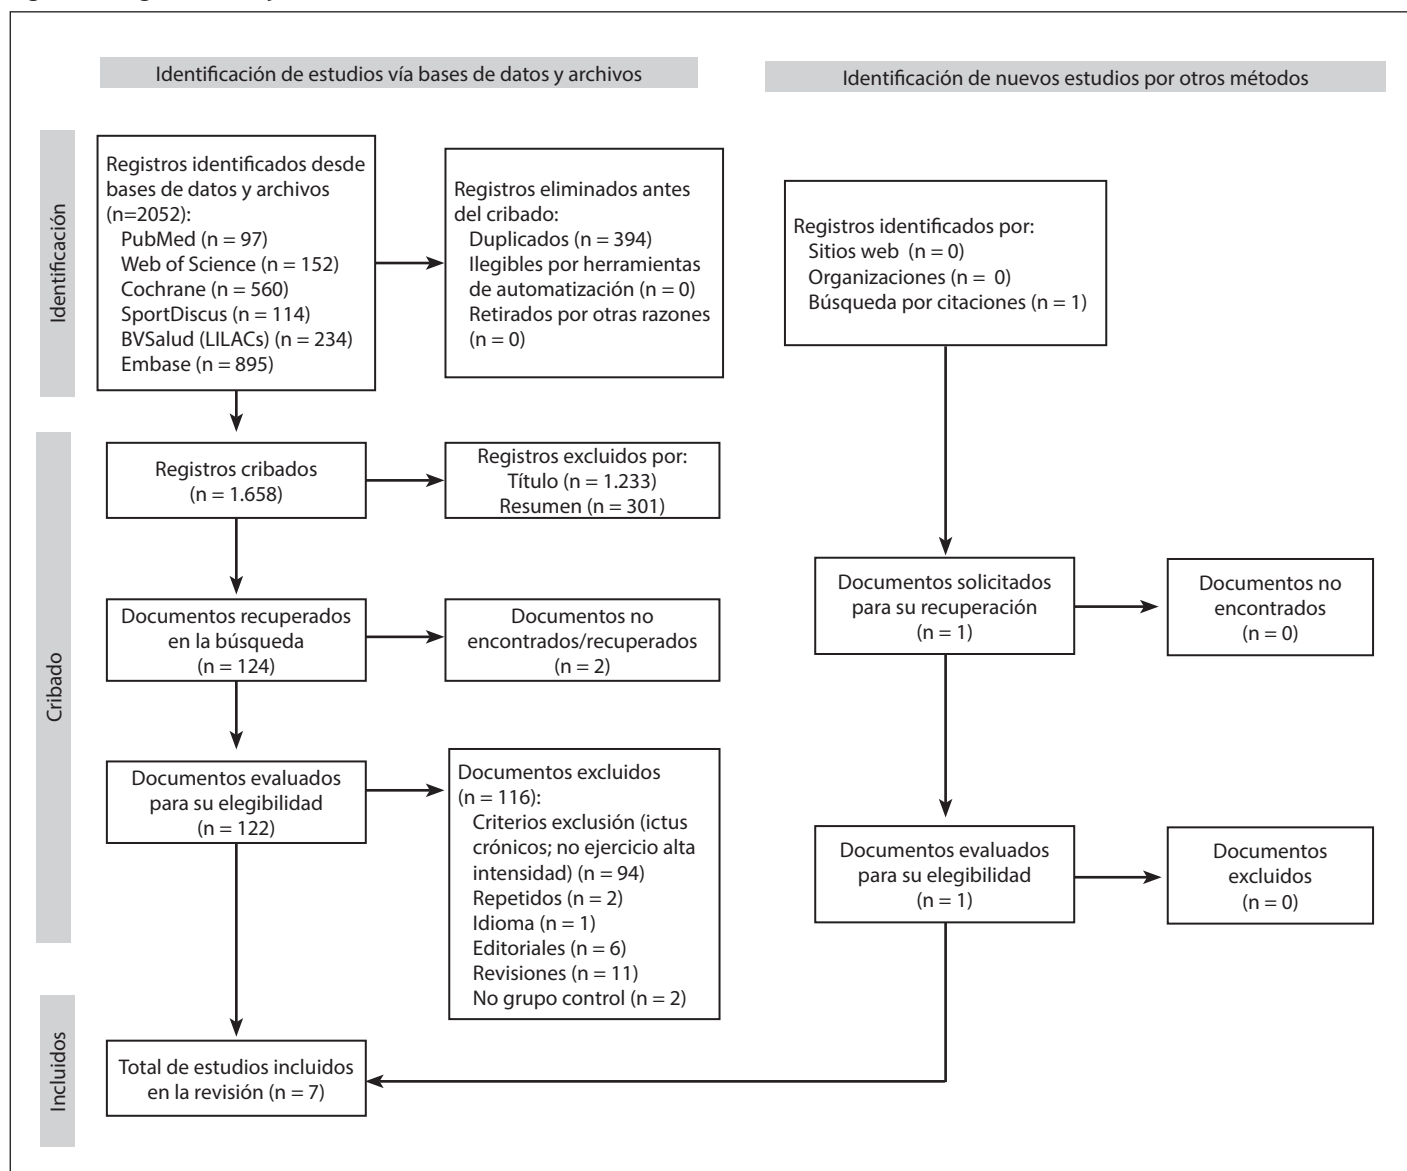 Identificación de estudios vía bases de datos y archivos
Identificación de nuevos estudios por otros métodos
Identificación
Registros identificados desde
bases de datos y archivos
(n=2052):
PubMed (n = 97)
Web of Science (n = 152)
Cochrane (n = 560)
SportDiscus (n = 114)
BVSalud (LILACs) (n = 234)
Embase (n = 895)
Registros eliminados antes
del cribado:
Duplicados (n = 394)
Ilegibles por herramientas
de automatización (n = 0)
Retirados por otras razones
(n = 0)
Registros identificados por:
Sitios web (n = 0)
Organizaciones (n = 0)
Búsqueda por citaciones (n = 1)
Cribado
Registros cribados
(n = 1.658)
Registros excluidos por:
Título (n = 1.233)
Resumen (n = 301)
Documentos recuperados
en la búsqueda
(n = 124)
Documentos no
encontrados/recuperados
(n = 2)
Documentos solicitados
para su recuperación
(n = 1)
Documentos no
encontrados
(n = 0)
Documentos evaluados
para su elegibilidad
(n = 122)
Documentos excluidos
(n = 116):
Criterios exclusión (ictus
crónicos; no ejercicio alta
intensidad) (n = 94)
Repetidos (n = 2)
Idioma (n = 1)
Editoriales (n = 6)
Revisiones (n = 11)
No grupo control (n = 2)
Documentos evaluados
para su elegibilidad
(n = 1)
Documentos
excluidos
(n = 0)
Incluidos
Total de estudios incluidos
en la revisión (n = 7)